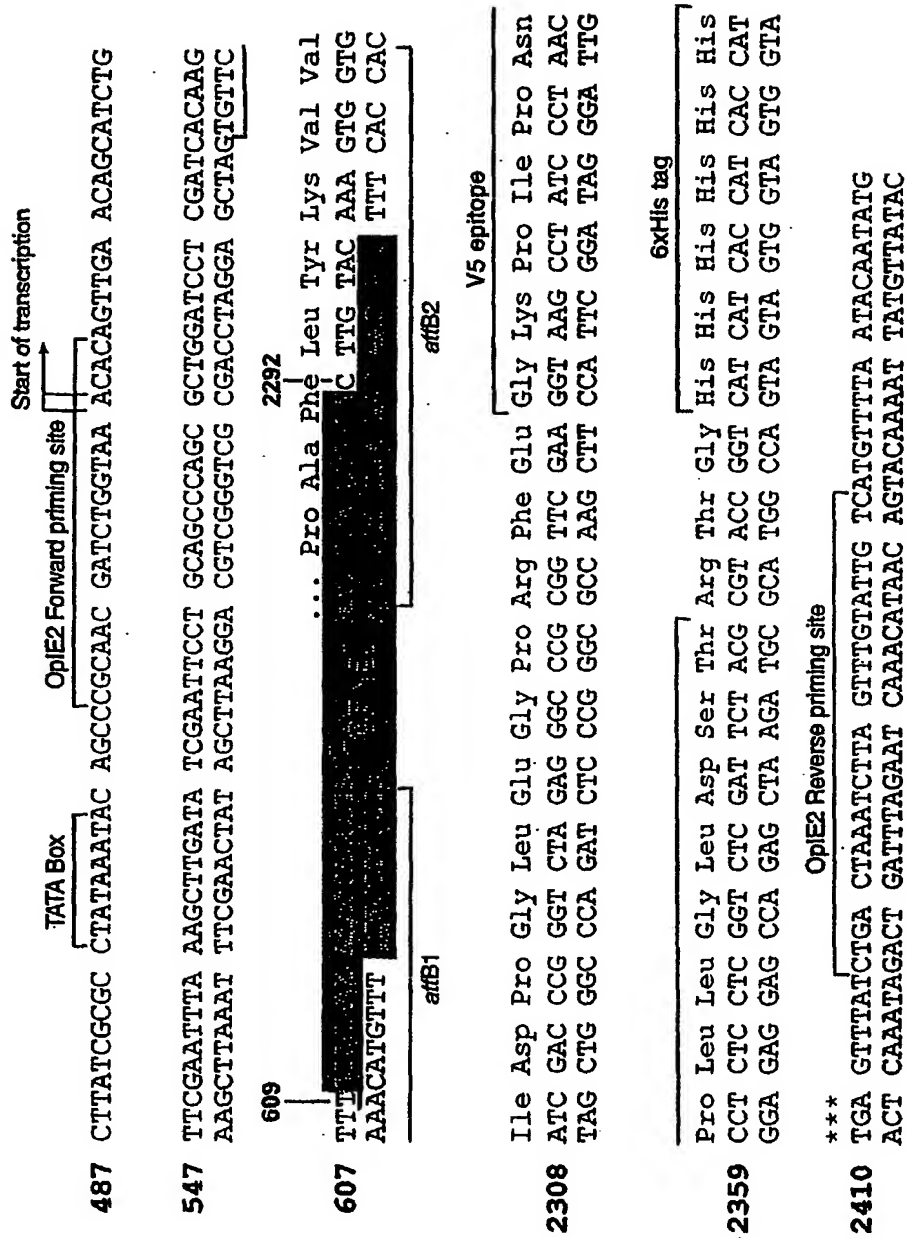 Start of transcription
TATA Box
OpIE2 Forward priming site
487 CTTATCGCGC CTATAAATAC AGCCCGCAAC GATCTGGTAA ACACAGTTGA ACAGCATCTG
547 TTCGAATTTA AAGCTTGATA TCGAATTCCT GCAGCCCAGC GCTGGATCCT CGATCACAAG
AAGCTTAAAT TTCGAACTAT AGCTTAAGGA CGTCGGGTCG CGACCTAGGA GCTAGTGTTC
609
2292
... Pro Ala Phe Leu Tyr Lys Val Val
607 TTT C TTG TAC AAA GTG GTG
AAACATGTTT TTT CAC CAC
attB1
attB2
V5 epitope
Ile Asp Pro Gly Leu Glu Gly Pro Arg Phe Glu Gly Lys Pro Ile Pro Asn
2308 ATC GAC CCG GGT CTA GAG GGC CCG CGG TTC GAA GGT AAG CCT ATC CCT AAC
TAG CTG GGC CCA GAT CTC CCG GGC GCC AAG CTT CCA TTC GGA TAG GGA TTG
6xHis tag
Pro Leu Leu Gly Leu Asp Ser Thr Arg Thr Gly His His His His His His
2359 CCT CTC CTC GGT CTC GAT TCT ACG CGT ACC GGT CAT CAT CAC CAT CAC CAT
GGA GAG GAG CCA GAG CTA AGA TGC GCA TGG CCA GTA GTA GTG GTA GTG GTA
OpIE2 Reverse priming site
***
2410 TGA GTTTATCTGA CTAAATCTTA GTTTGTATTG TCATGTTTTA ATACAATATG
ACT CAAATAGACT GATTTAGAAT CAAACATAAC AGTACAAAAT TATGTTATAC